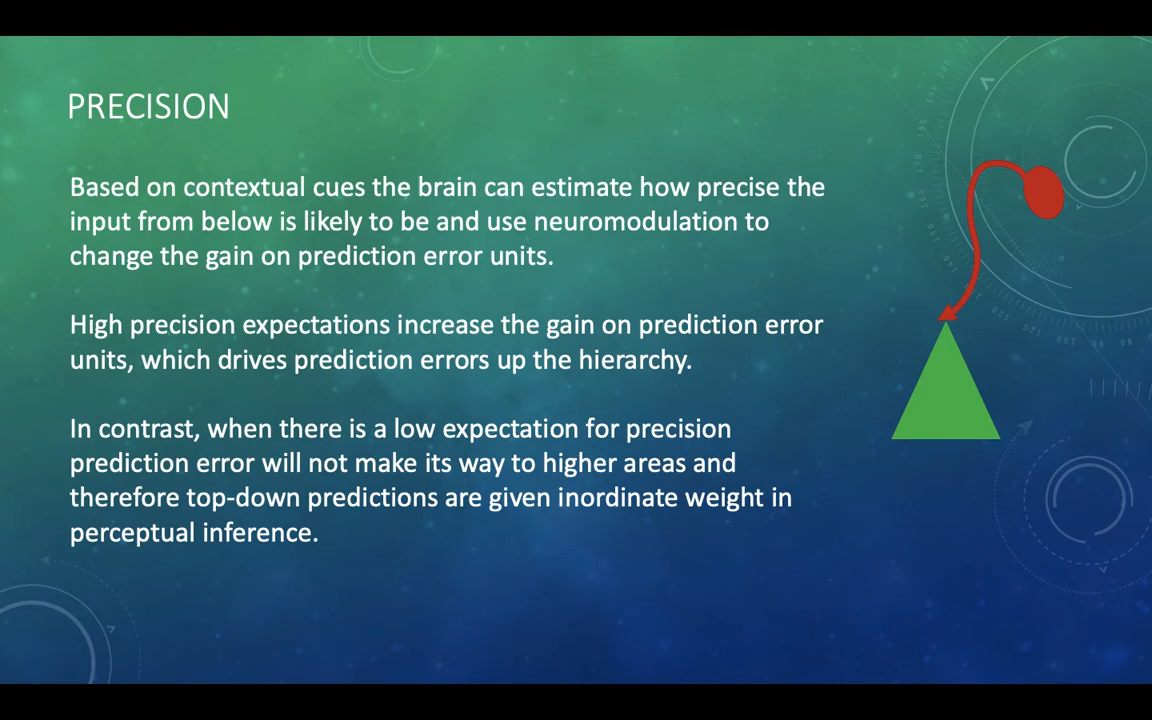 PRECISION
Based on contextual cues the brain can estimate how precise the
input from below is likely to be and use neuromodulation to
change the gain on prediction error units.
High precision expectations increase the gain on prediction error
units, which drives prediction errors up the hierarchy.
In contrast, when there is a low expectation for precision
prediction error will not make its way to higher areas and
therefore top-down predictions are given inordinate weight in
perceptual inference.